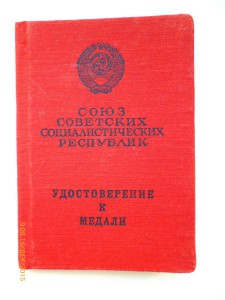 СОЮЗ
СОВЕТСКИХ
СОЦИАЛИСТИЧЕСКИХ
РЕСПУБЛИК
УДОСТОВЕРЕНИЕ
К
МЕДАЛИ